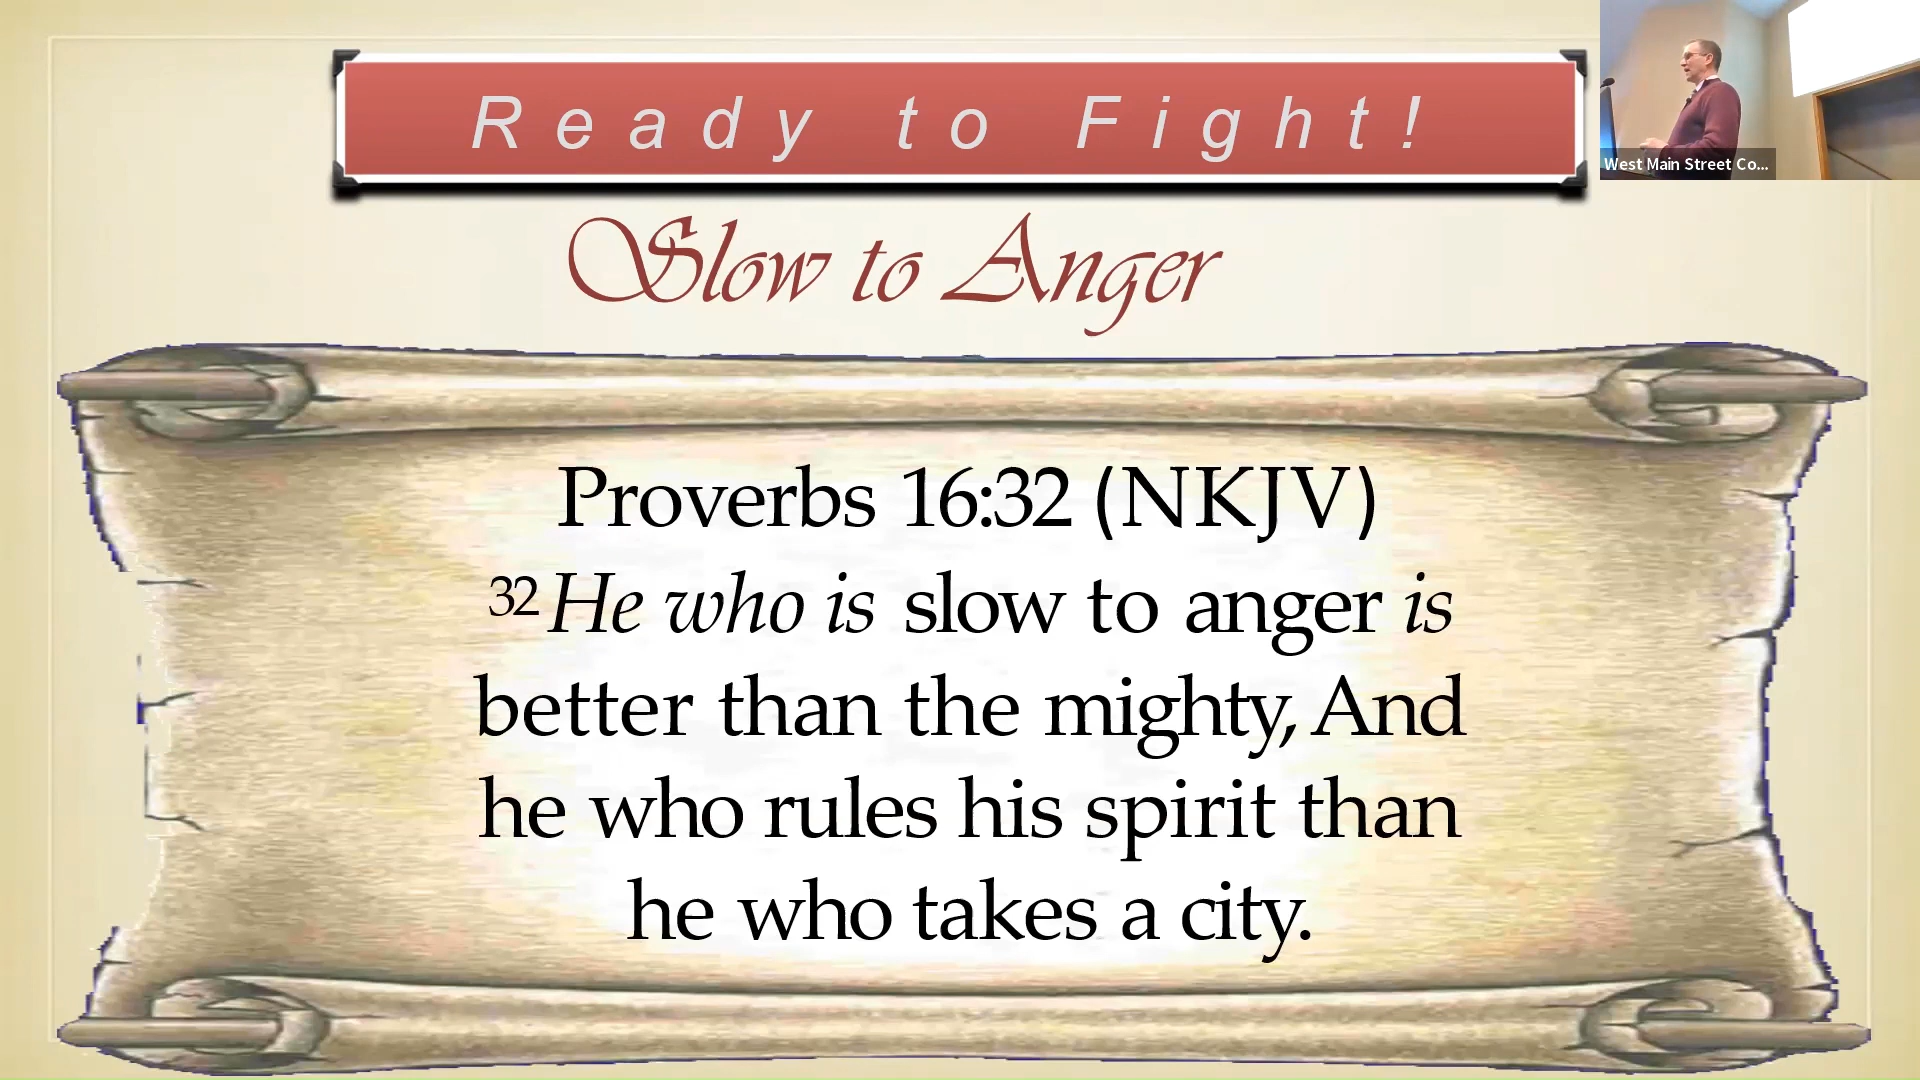 Ready to Fight!
West Main Street Co...
Slow to Anger
Proverbs 16:32 (NKJV)
32 He who is slow to anger is
better than the mighty, And
he who rules his spirit than
he who takes a city.